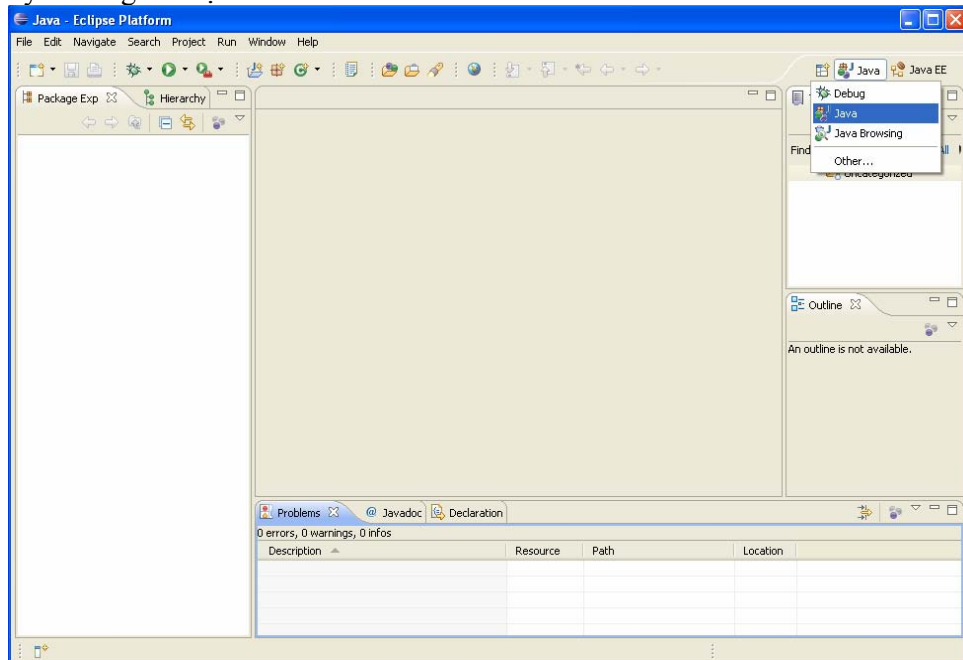 Java - Eclipse Platform
File Edit Navigate Search Project Run Window Help
Java Java EE
Package Exp Hierarchy
Debug
Java
Java Browsing
Other...
Find All
Uncategorized
Outline
An outline is not available.
Problems @ Javadoc Declaration
0 errors, 0 warnings, 0 infos
Description Resource Path Location